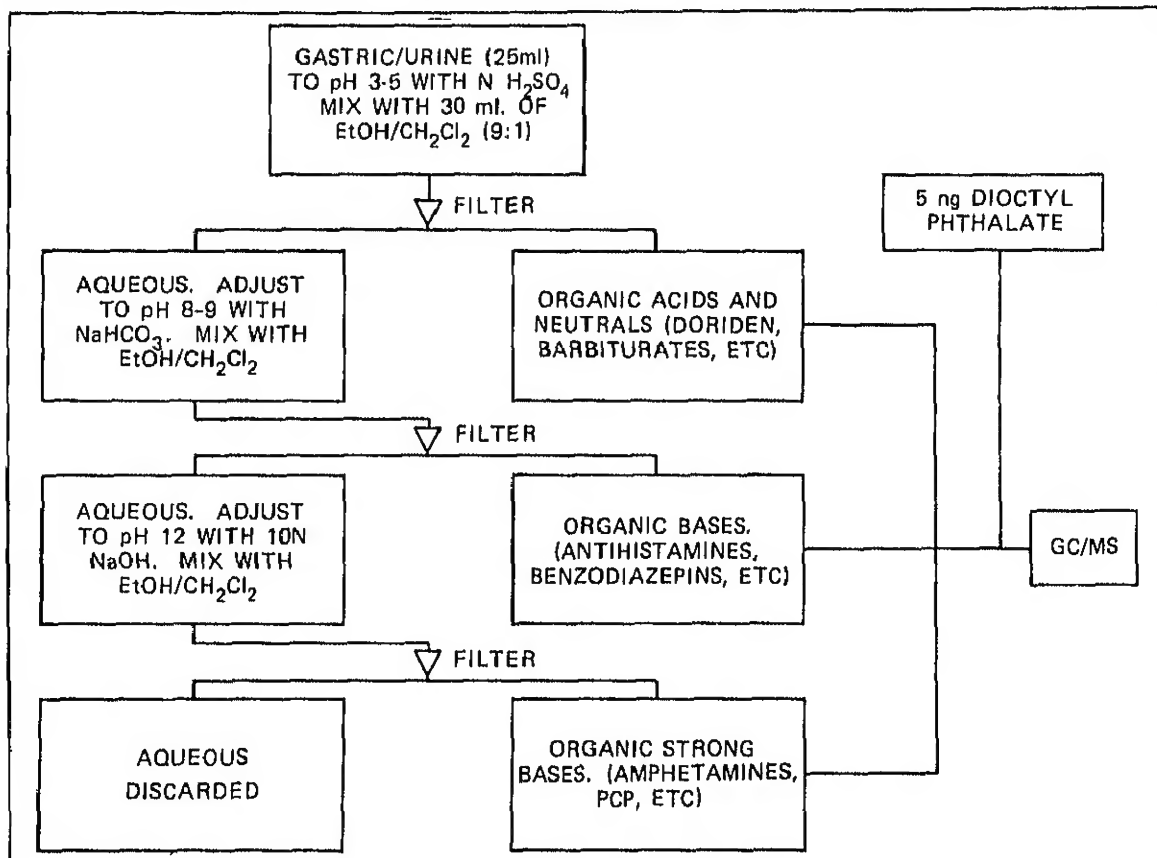 GASTRIC/URINE (25ml)
TO pH 3-5 WITH N H₂SO₄
MIX WITH 30 ml. OF
EtOH/CH₂Cl₂ (9:1)
FILTER
5 ng DIOCTYL
PHTHALATE
AQUEOUS. ADJUST
TO pH 8-9 WITH
NaHCO₃. MIX WITH
EtOH/CH₂Cl₂
ORGANIC ACIDS AND
NEUTRALS (DORIDEN,
BARBITURATES, ETC)
FILTER
AQUEOUS. ADJUST
TO pH 12 WITH 10N
NaOH. MIX WITH
EtOH/CH₂Cl₂
ORGANIC BASES.
(ANTIHISTAMINES,
BENZODIAZEPINS, ETC)
GC/MS
FILTER
AQUEOUS
DISCARDED
ORGANIC STRONG
BASES. (AMPHETAMINES,
PCP, ETC)